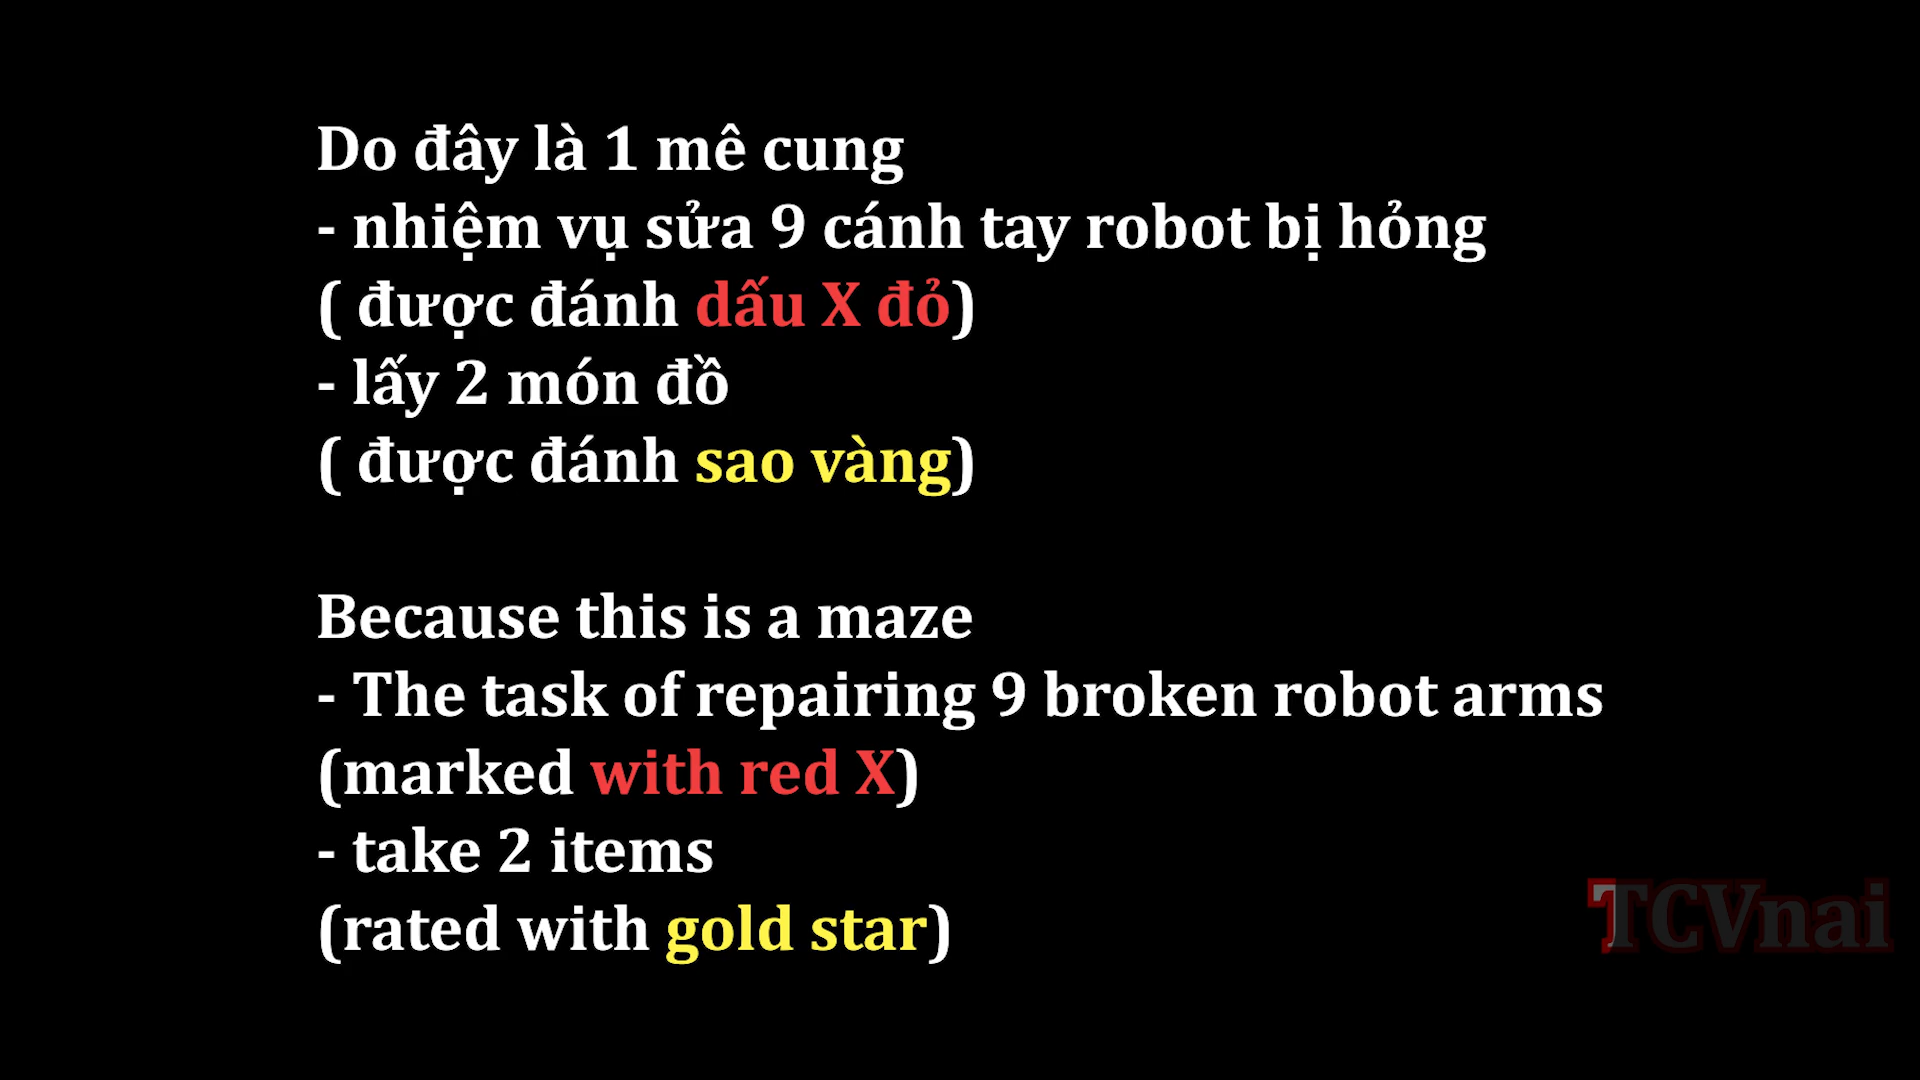 Do đây là 1 mê cung
- nhiệm vụ sửa 9 cánh tay robot bị hỏng
( được đánh dấu X đỏ)
- lấy 2 món đồ
( được đánh sao vàng)
Because this is a maze
- The task of repairing 9 broken robot arms
(marked with red X)
- take 2 items
(rated with gold star)
TCVnai